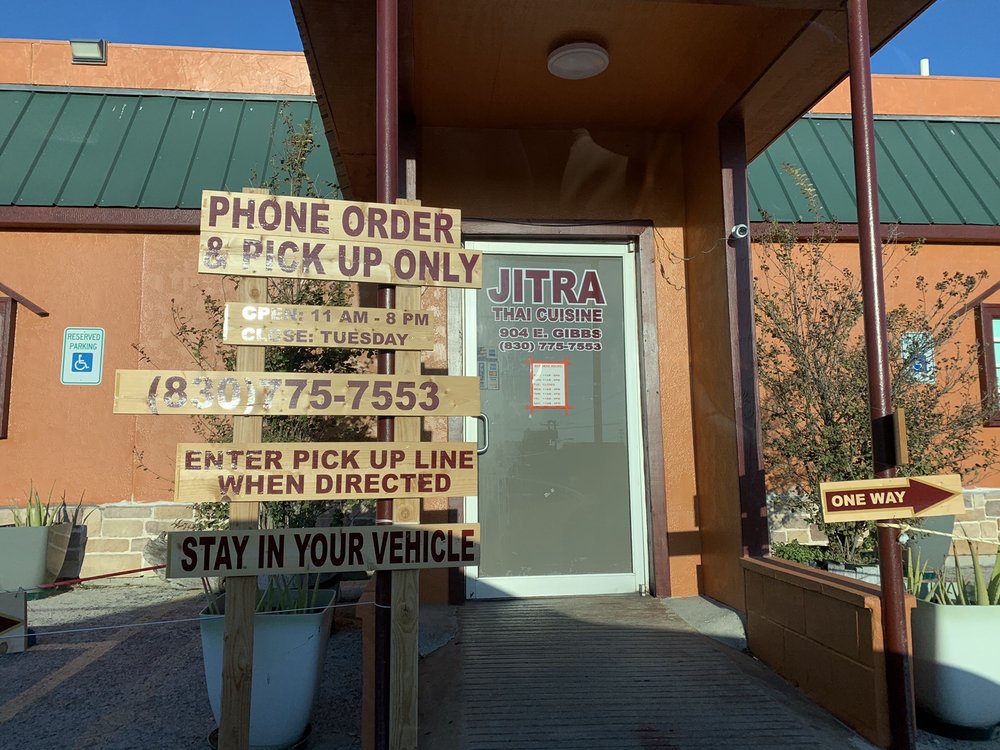 PHONE ORDER
& PICK UP ONLY
OPEN: 11 AM - 8 PM
CLOSE: TUESDAY
(830)775-7553
ENTER PICK UP LINE
WHEN DIRECTED
STAY IN YOUR VEHICLE
RESERVED
PARKING
JITRA
THAI CUISINE
904 E. GIBBS
(830) 775-7553
ONE WAY